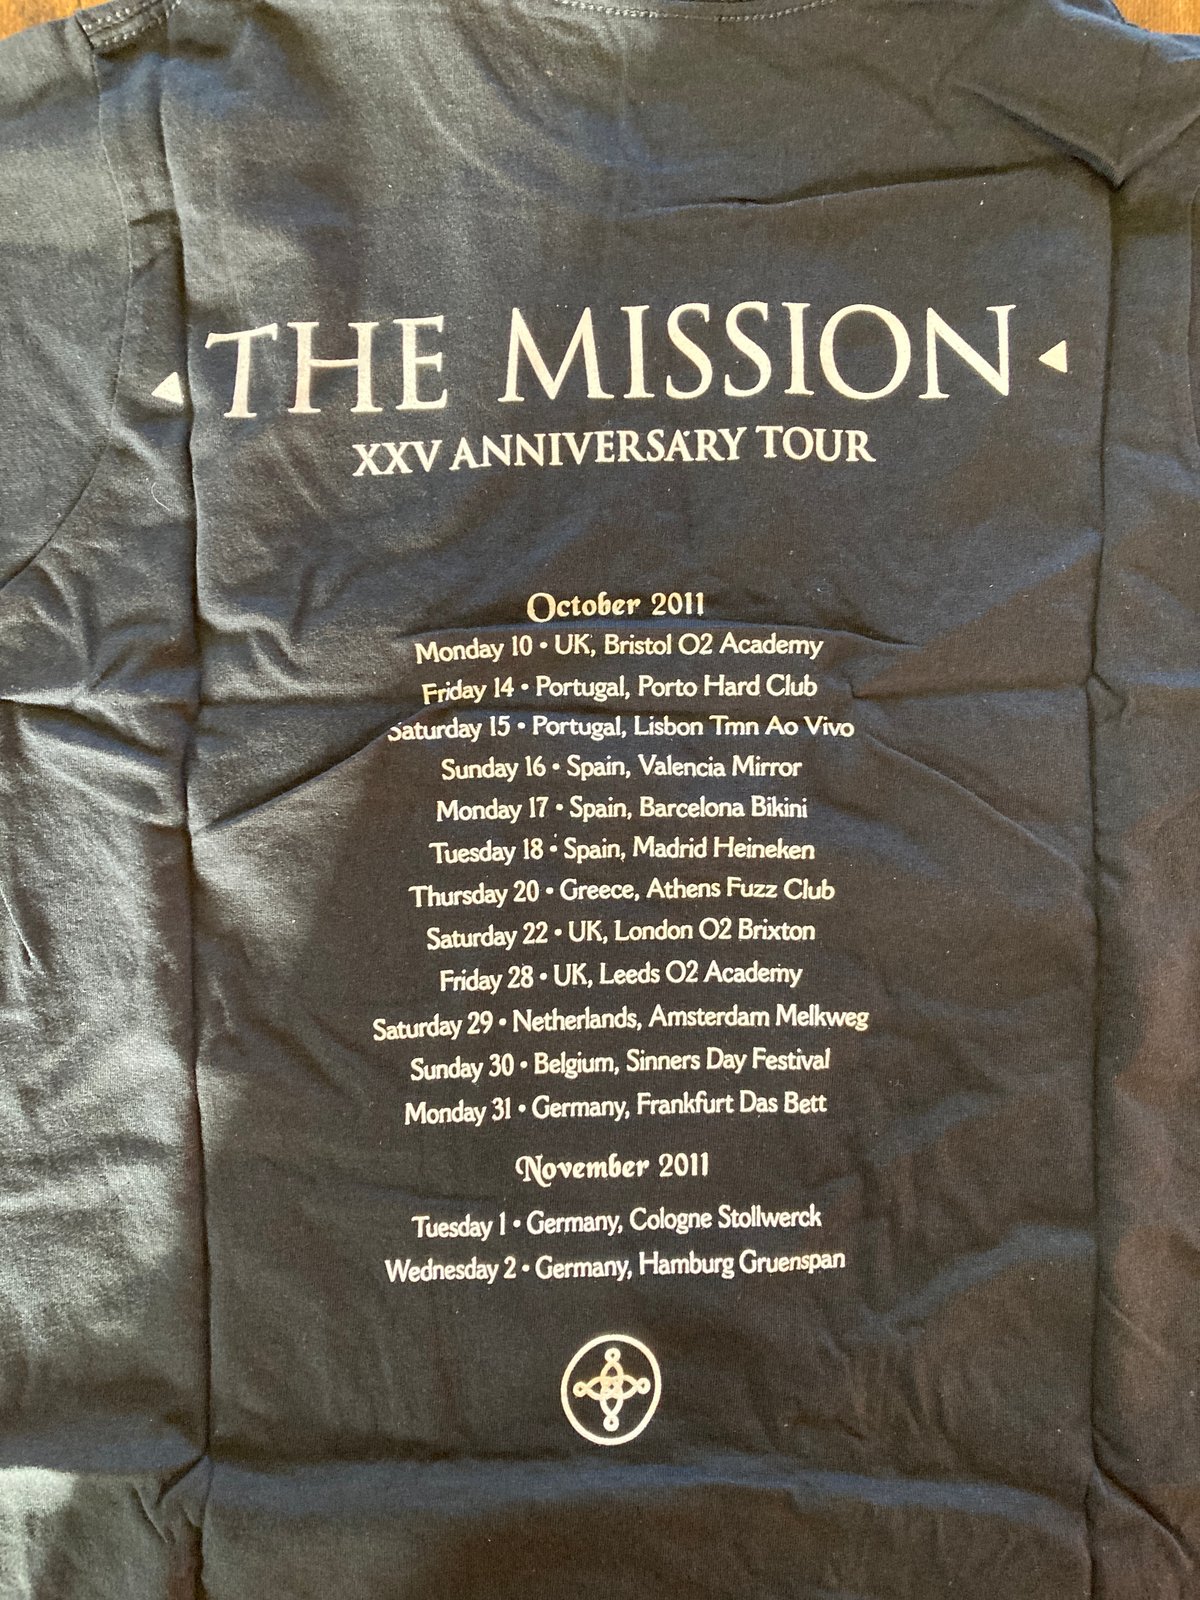 THE MISSION
XXV ANNIVERSARY TOUR
October 2011
Monday 10 • UK, Bristol O2 Academy
Friday 14 • Portugal, Porto Hard Club
Saturday 15 • Portugal, Lisbon Tmn Ao Vivo
Sunday 16 • Spain, Valencia Mirror
Monday 17 • Spain, Barcelona Bikini
Tuesday 18 • Spain, Madrid Heineken
Thursday 20 • Greece, Athens Fuzz Club
Saturday 22 • UK, London O2 Brixton
Friday 28 • UK, Leeds O2 Academy
Saturday 29 • Netherlands, Amsterdam Melkweg
Sunday 30 • Belgium, Sinners Day Festival
Monday 31 • Germany, Frankfurt Das Bett
November 2011
Tuesday 1 • Germany, Cologne Stollwerck
Wednesday 2 • Germany, Hamburg Gruenspan